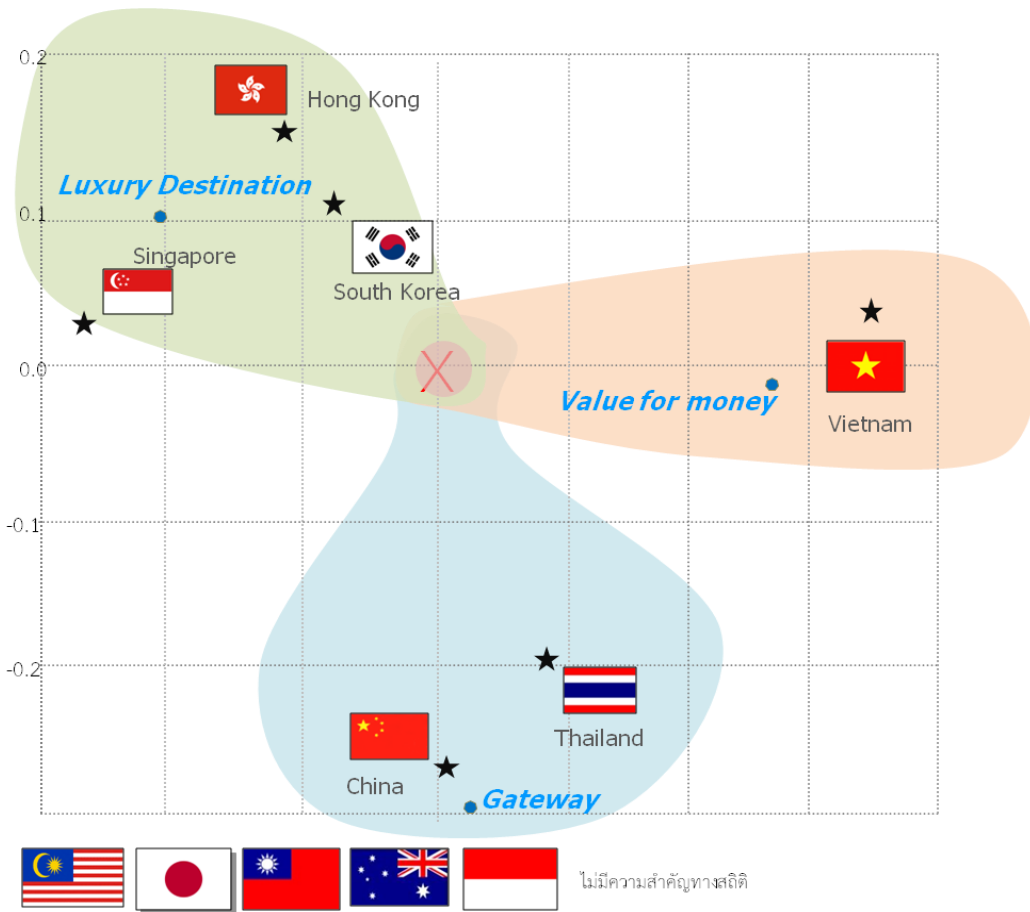 0.2
Hong Kong
Luxury Destination
0.1
Singapore
South Korea
0.0
Value for money
Vietnam
-0.1
-0.2
Thailand
China
Gateway
ไม่มีความสำคัญทางสถิติ